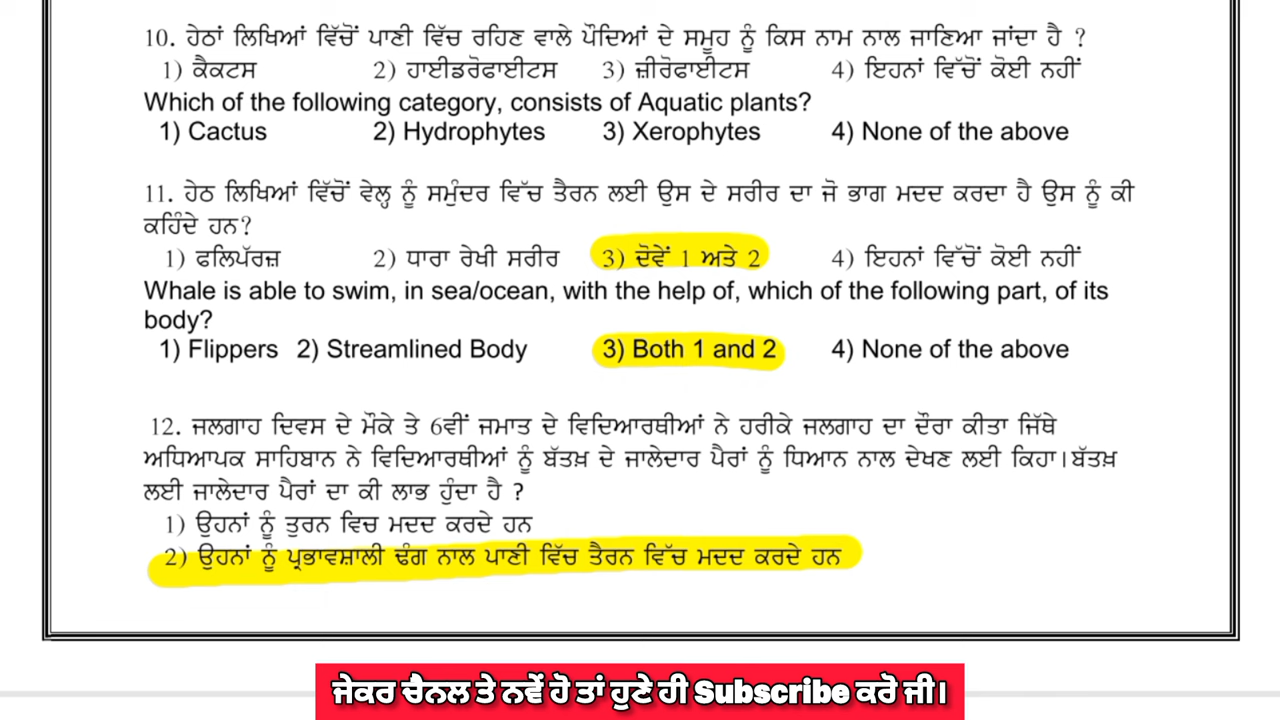 10. ਹੇਠਾਂ ਲਿਖਿਆਂ ਵਿੱਚੋਂ ਪਾਣੀ ਵਿੱਚ ਰਹਿਣ ਵਾਲੇ ਪੌਦਿਆਂ ਦੇ ਸਮੂਹ ਨੂੰ ਕਿਸ ਨਾਮ ਨਾਲ ਜਾਣਿਆ ਜਾਂਦਾ ਹੈ ?
1) ਕੈਕਟਸ 2) ਹਾਈਡਰੋਫਾਈਟਸ 3) ਜ਼ੀਰੋਫਾਈਟਸ 4) ਇਹਨਾਂ ਵਿੱਚੋਂ ਕੋਈ ਨਹੀਂ
Which of the following category, consists of Aquatic plants?
1) Cactus 2) Hydrophytes 3) Xerophytes 4) None of the above
11. ਹੇਠ ਲਿਖਿਆਂ ਵਿੱਚੋਂ ਵੇਲ੍ਹ ਨੂੰ ਸਮੁੰਦਰ ਵਿੱਚ ਤੈਰਨ ਲਈ ਉਸ ਦੇ ਸਰੀਰ ਦਾ ਜੋ ਭਾਗ ਮਦਦ ਕਰਦਾ ਹੈ ਉਸ ਨੂੰ ਕੀ
ਕਹਿੰਦੇ ਹਨ?
1) ਫਲਿਪੱਰਜ਼ 2) ਧਾਰਾ ਰੇਖੀ ਸਰੀਰ 3) ਦੋਵੇਂ 1 ਅਤੇ 2 4) ਇਹਨਾਂ ਵਿੱਚੋਂ ਕੋਈ ਨਹੀਂ
Whale is able to swim, in sea/ocean, with the help of, which of the following part, of its
body?
1) Flippers 2) Streamlined Body 3) Both 1 and 2 4) None of the above
12. ਜਲਗਾਹ ਦਿਵਸ ਦੇ ਮੌਕੇ ਤੇ 6ਵੀਂ ਜਮਾਤ ਦੇ ਵਿਦਿਆਰਥੀਆਂ ਨੇ ਹਰੀਕੇ ਜਲਗਾਹ ਦਾ ਦੌਰਾ ਕੀਤਾ ਜਿੱਥੇ
ਅਧਿਆਪਕ ਸਾਹਿਬਾਨ ਨੇ ਵਿਦਿਆਰਥੀਆਂ ਨੂੰ ਬੱਤਖ਼ ਦੇ ਜਾਲੇਦਾਰ ਪੈਰਾਂ ਨੂੰ ਧਿਆਨ ਨਾਲ ਦੇਖਣ ਲਈ ਕਿਹਾ।ਬੱਤਖ਼
ਲਈ ਜਾਲੇਦਾਰ ਪੈਰਾਂ ਦਾ ਕੀ ਲਾਭ ਹੁੰਦਾ ਹੈ ?
1) ਉਹਨਾਂ ਨੂੰ ਤੁਰਨ ਵਿਚ ਮਦਦ ਕਰਦੇ ਹਨ
2) ਉਹਨਾਂ ਨੂੰ ਪ੍ਰਭਾਵਸ਼ਾਲੀ ਢੰਗ ਨਾਲ ਪਾਣੀ ਵਿੱਚ ਤੈਰਨ ਵਿੱਚ ਮਦਦ ਕਰਦੇ ਹਨ
ਜੇਕਰ ਚੈਨਲ ਤੇ ਨਵੇਂ ਹੋ ਤਾਂ ਹੁਣੇ ਹੀ Subscribe ਕਰੋ ਜੀ।